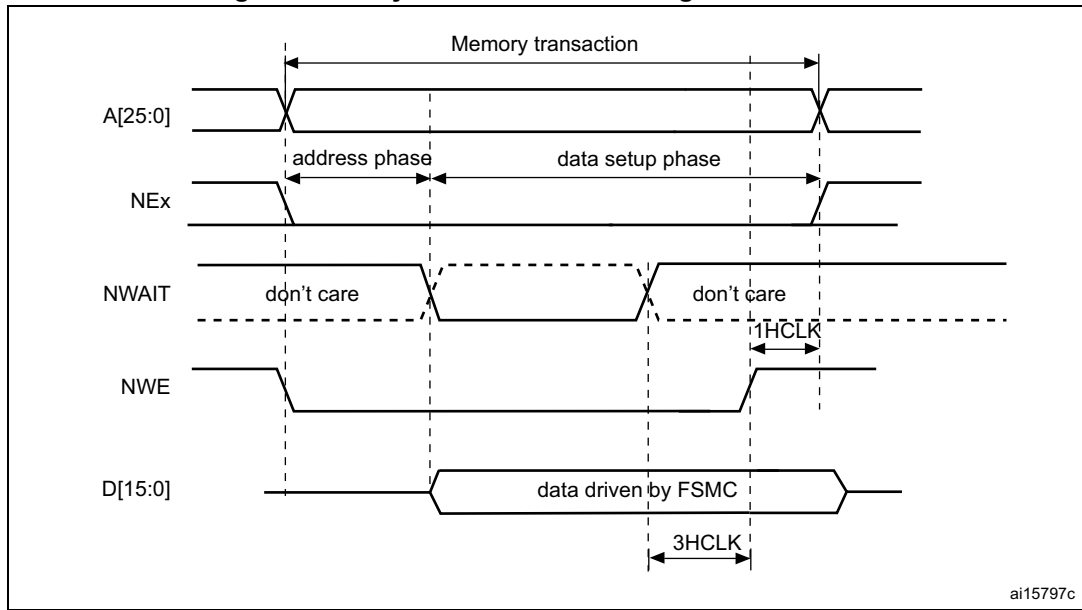 Memory transaction
A[25:0]
address phase
data setup phase
NEx
NWAIT
don't care
don't care
1HCLK
NWE
D[15:0]
data driven by FSMC
3HCLK
ai15797c